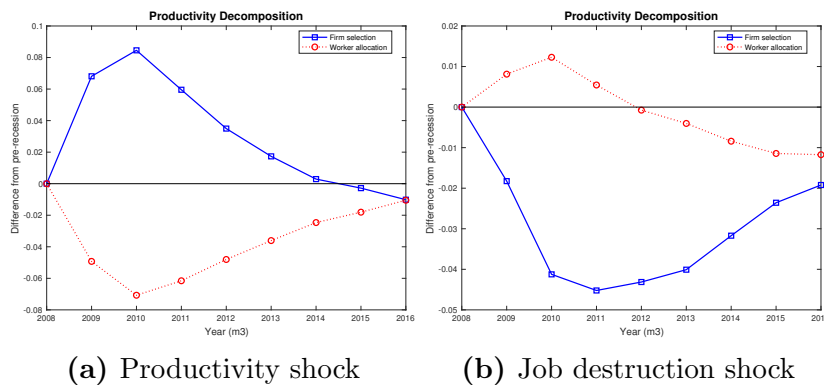 Productivity Decomposition
0.1
0.08
0.06
0.04
0.02
0
-0.02
-0.04
-0.06
-0.08
Difference from pre-recession
Firm selection
Worker allocation
2008 2009 2010 2011 2012 2013 2014 2015 2016
Year (m3)
(a) Productivity shock
Productivity Decomposition
0.02
0.01
0.00
-0.01
-0.02
-0.03
-0.04
-0.05
Difference from pre-recession
Firm selection
Worker allocation
2008 2009 2010 2011 2012 2013 2014 2015 201
Year (m3)
(b) Job destruction shock